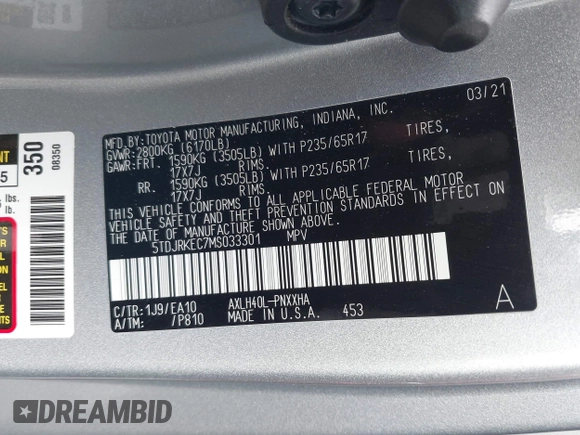 03/21
MFD.BY:TOYOTA MOTOR MANUFACTURING, INDIANA, INC.
GVWR:2800KG (6170LB)
GAWR:FRT. 1590KG (3505LB) WITH P235/65R17 TIRES,
17X7J RIMS
RR. 1590KG (3505LB) WITH P235/65R17 TIRES,
17X7J RIMS
THIS VEHICLE CONFORMS TO ALL APPLICABLE FEDERAL MOTOR
VEHICLE SAFETY AND THEFT PREVENTION STANDARDS IN EFFECT
ON THE DATE OF MANUFACTURE SHOWN ABOVE.
5TDJRKEC7MS033301 MPV
C/TR:1J9/EA10 AXLH40L-PNXXHA
A/TM: /P810 MADE IN U.S.A. 453
A
350
08350
5
lbs.
lb.
DREAMBID